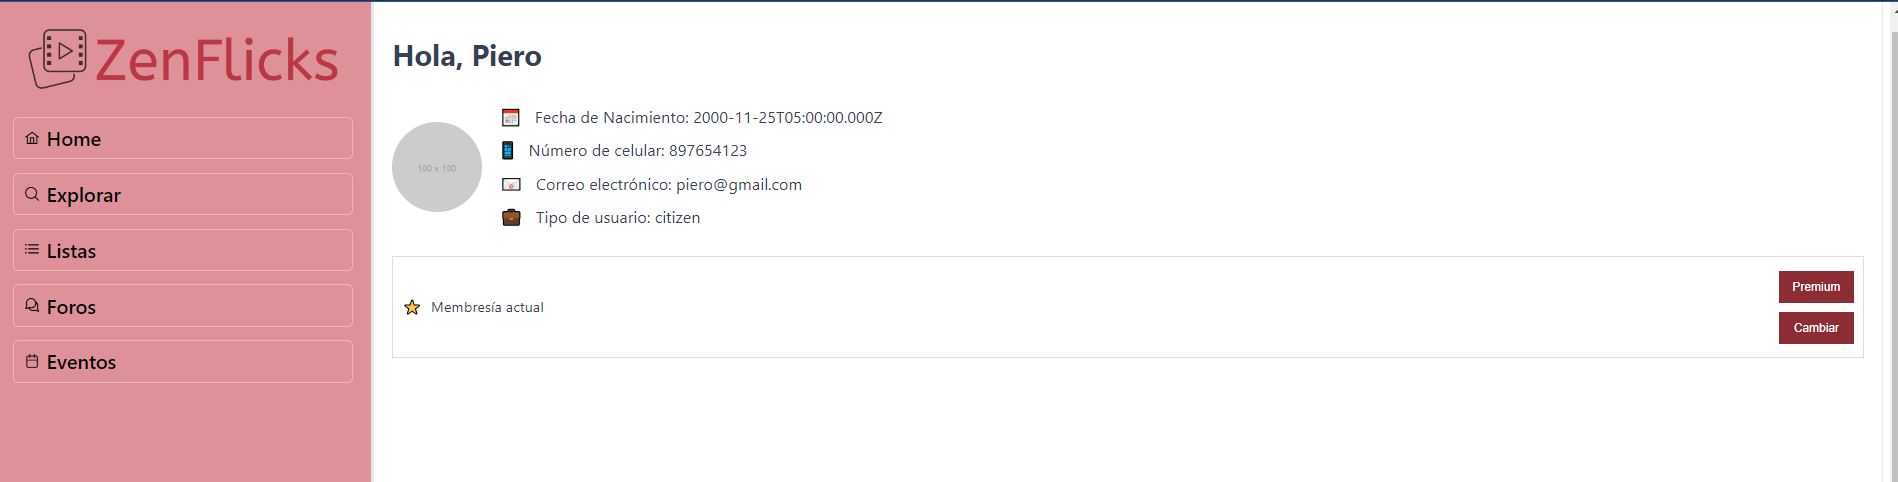 ZenFlicks
Home
Explorar
Listas
Foros
Eventos
Hola, Piero
100 x 100
Fecha de Nacimiento: 2000-11-25T05:00:00.000Z
Número de celular: 897654123
Correo electrónico: piero@gmail.com
Tipo de usuario: citizen
Membresía actual
Premium
Cambiar